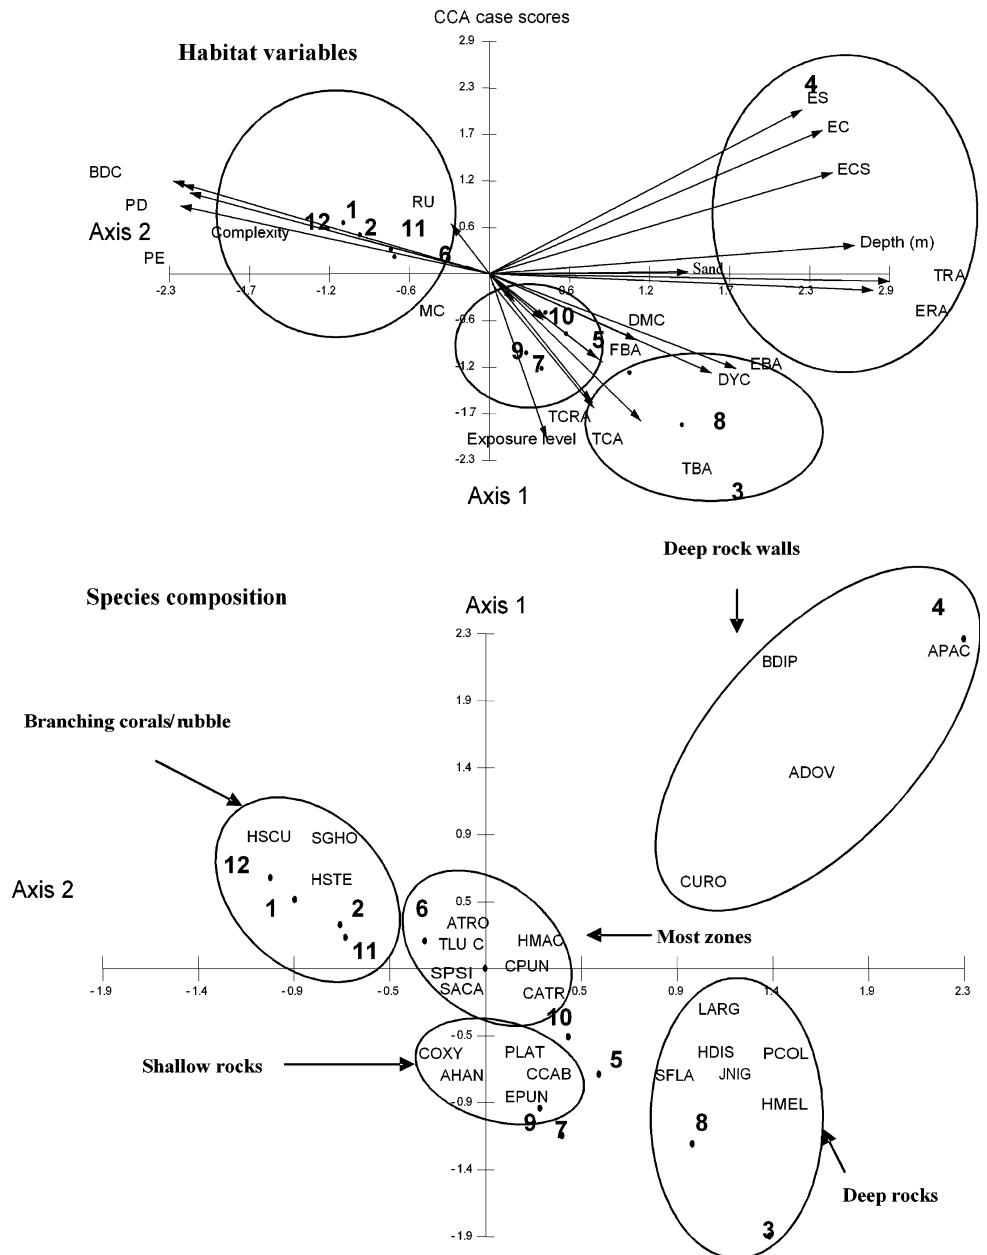 CCA case scores
2.9
Habitat variables
2.3
4
ES
1.7
EC
BDC
ECS
1.2
PD
RU
12
1
2
11
0.6
Axis 2
Complexity
Depth (m)
PE
6
Sand
TRA
-2.3 -1.7 -1.2 -0.6 0.6 1.2 1.7 2.3 2.9
MC
ERA
-0.6
10
DMC
5
9
7
FBA
-1.2
EBA
DYC
-1.7
TCRA
8
Exposure level
TCA
-2.3
TBA
3
Axis 1
Deep rock walls
Species composition
Axis 1
4
2.3
APAC
BDIP
1.9
Branching corals/rubble
1.4
ADOV
HSCU
SGHO
0.9
12
HSTE
CURO
Axis 2
1
2
6
0.5
ATRO
11
TLU C
HMAC
Most zones
SPSI
CPUN
-1.9 -1.4 -0.9 -0.5 0.5 0.9 1.4 1.9 2.3
SACA
CATR
LARG
10
-0.5
Shallow rocks
COXY
PLAT
5
HDIS
PCOL
AHAN
CCAB
SFLA
JNIG
EPUN
-0.9
HMEL
9
7
8
-1.4
Deep rocks
3
-1.9